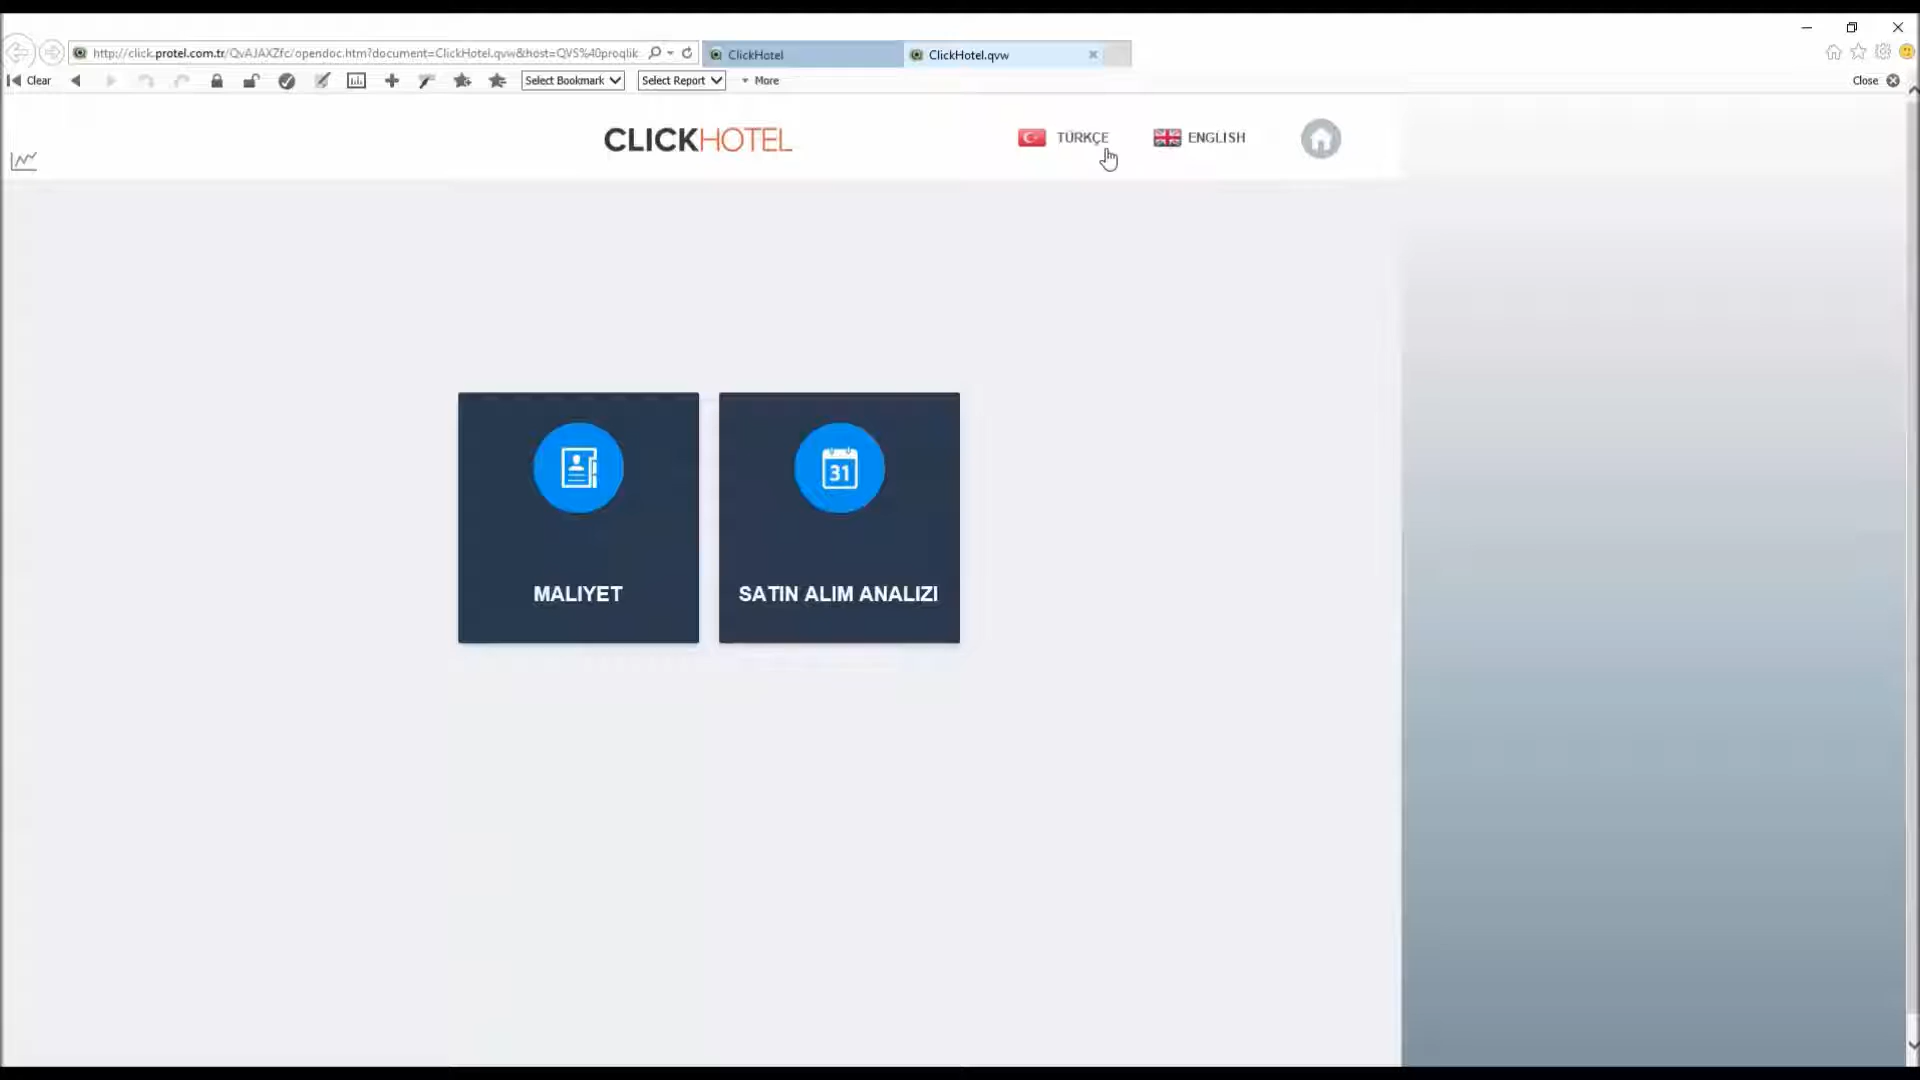 http://click.protel.com.tr/QvAJAXZfc/opendoc.htm?document=ClickHotel.qvw&host=QVS%40proqlik
ClickHotel
ClickHotel.qvw
Clear
Select Bookmark
Select Report
More
Close
CLICKHOTEL
TÜRKÇE
ENGLISH
31
MALIYET
SATIN ALIM ANALIZI